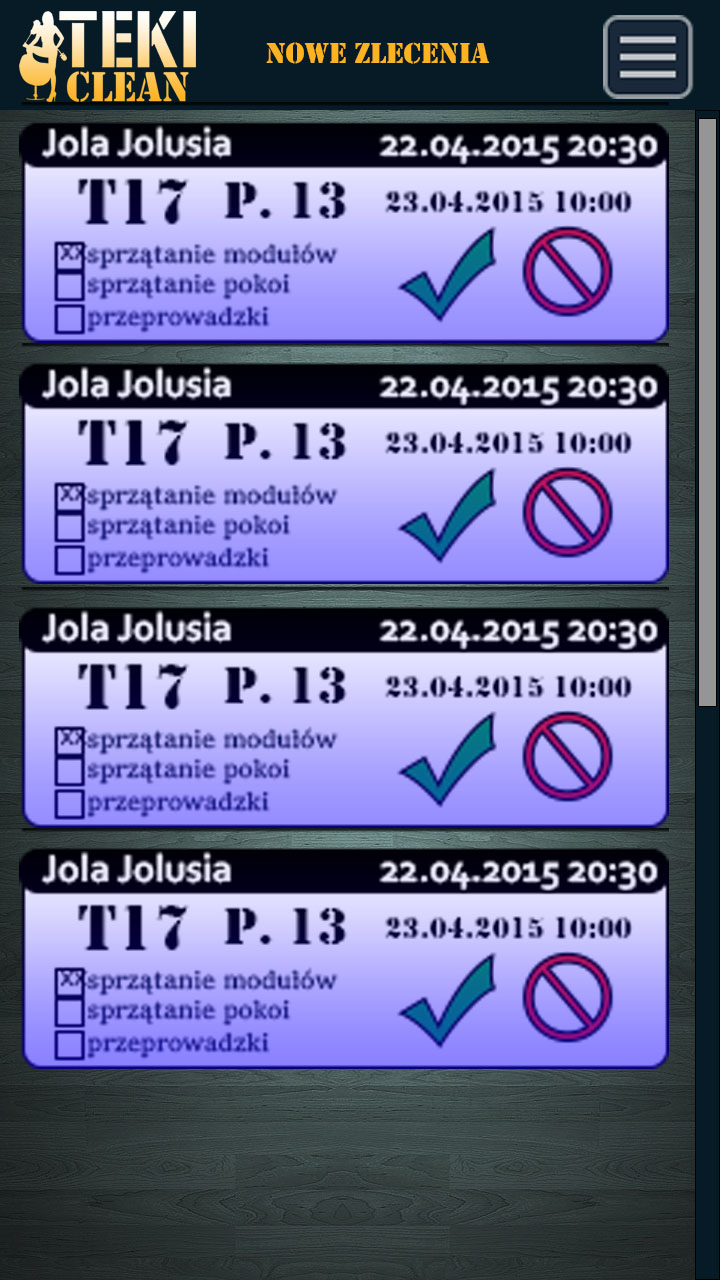 TEKI
CLEAN
NOWE ZLECENIA
Jola Jolusia 22.04.2015 20:30
T17 P. 13 23.04.2015 10:00
XX sprzątanie modułów
sprzątanie pokoi
przeprowadzki
Jola Jolusia 22.04.2015 20:30
T17 P. 13 23.04.2015 10:00
XX sprzątanie modułów
sprzątanie pokoi
przeprowadzki
Jola Jolusia 22.04.2015 20:30
T17 P. 13 23.04.2015 10:00
XX sprzątanie modułów
sprzątanie pokoi
przeprowadzki
Jola Jolusia 22.04.2015 20:30
T17 P. 13 23.04.2015 10:00
XX sprzątanie modułów
sprzątanie pokoi
przeprowadzki